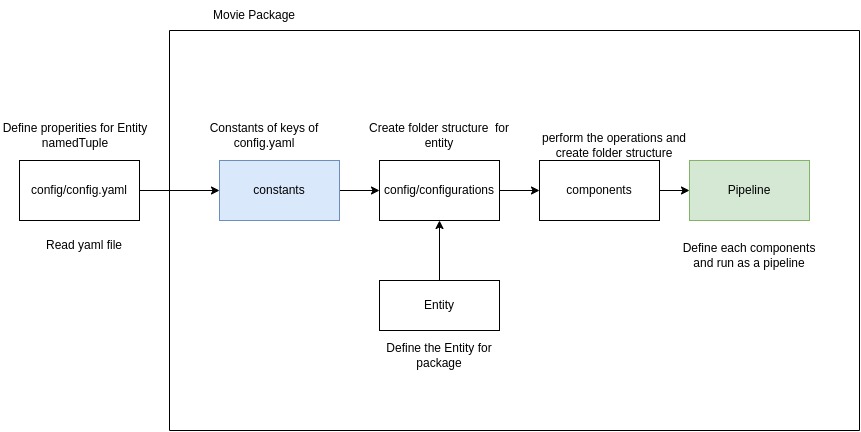 Movie Package
Define properities for Entity
namedTuple
config/config.yaml
Read yaml file
Constants of keys of
config.yaml
constants
Create folder structure  for
entity
config/configurations
perform the operations and
create folder structure
components
Pipeline
Define each components
and run as a pipeline
Entity
Define the Entity for
package